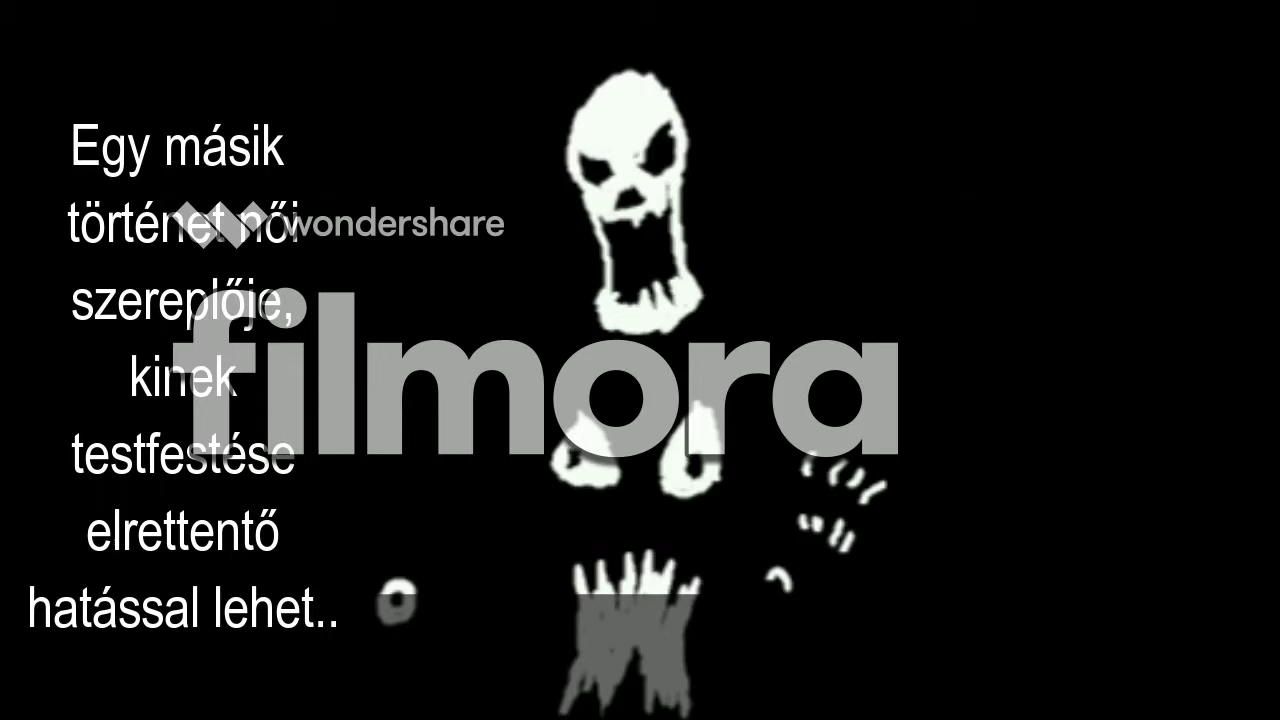 Egy másik
történet női
szereplője,
kinek
testfestése
elrettentő
hatással lehet..
wondershare
filmora